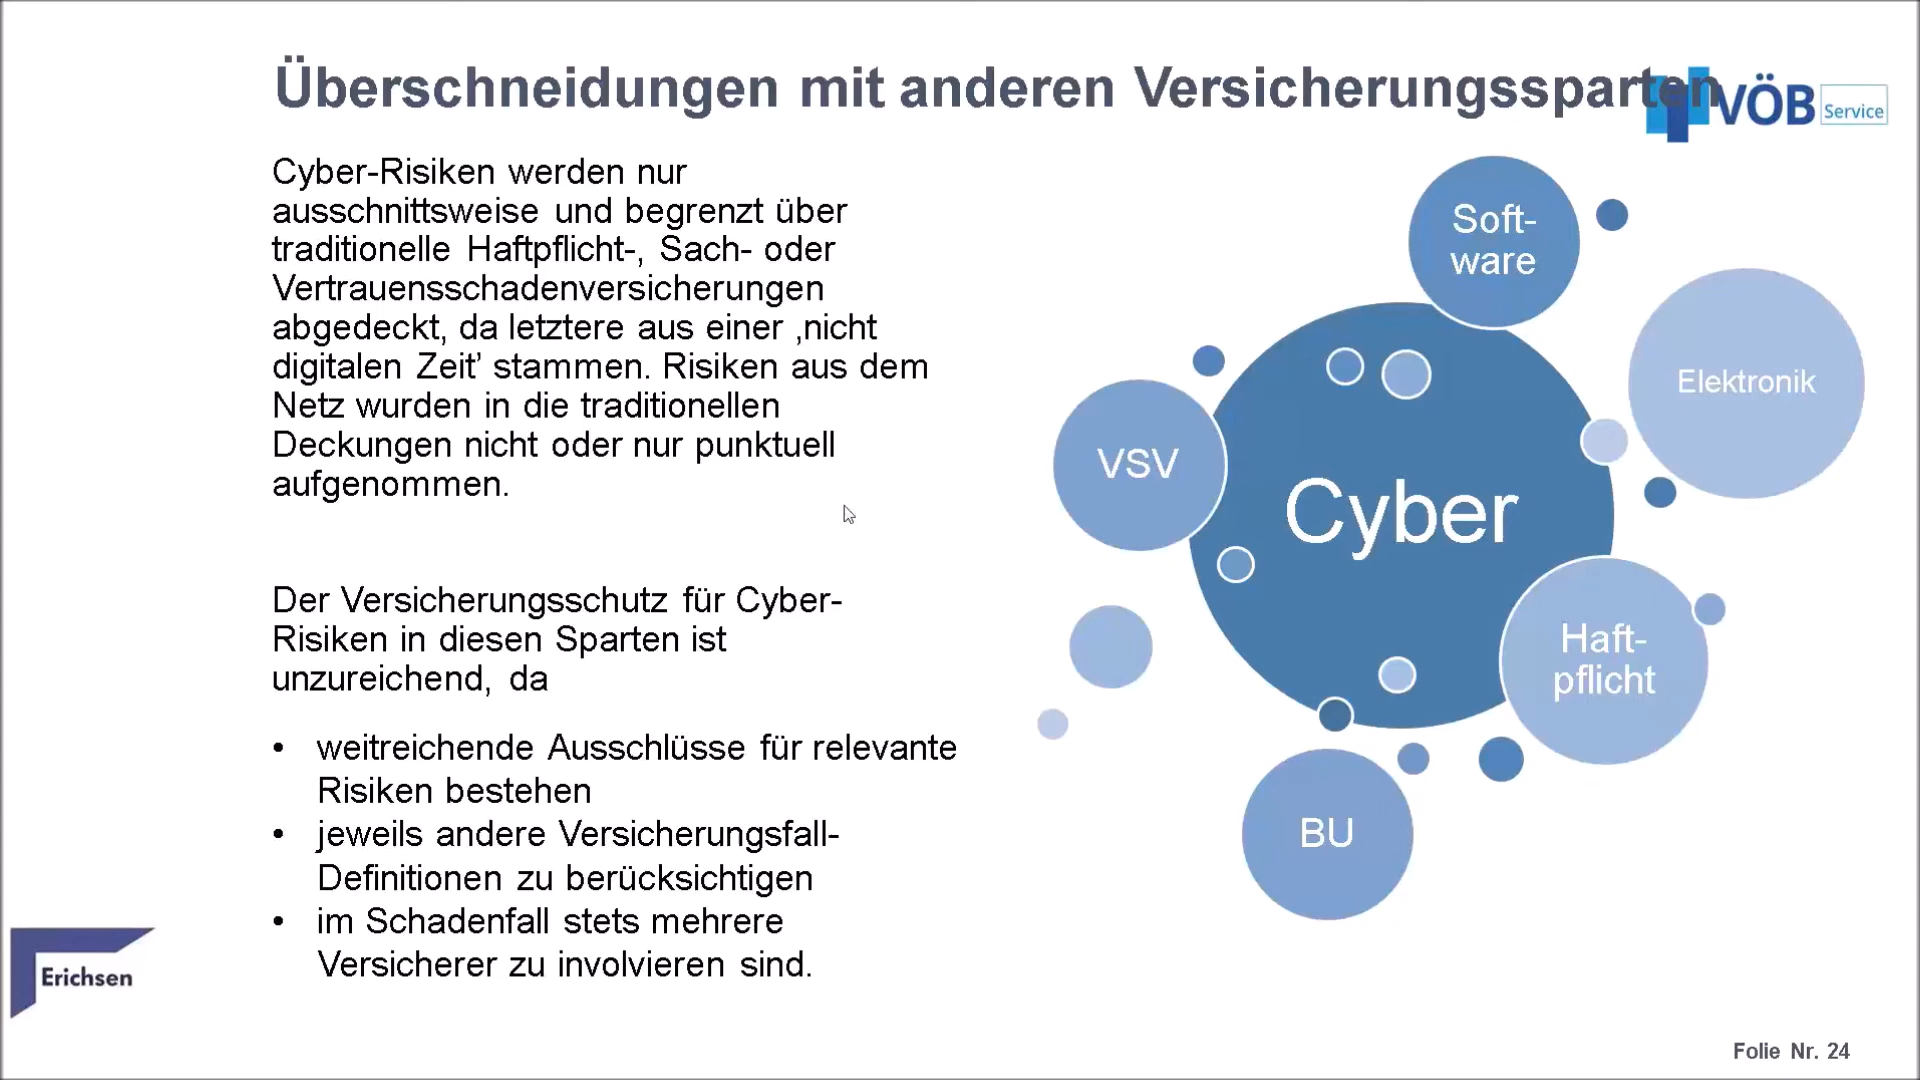 Überschneidungen mit anderen Versicherungssparten
VÖB Service
Cyber-Risiken werden nur
ausschnittsweise und begrenzt über
traditionelle Haftpflicht-, Sach- oder
Vertrauensschadenversicherungen
abgedeckt, da letztere aus einer ‚nicht
digitalen Zeit’ stammen. Risiken aus dem
Netz wurden in die traditionellen
Deckungen nicht oder nur punktuell
aufgenommen.
Der Versicherungsschutz für Cyber-
Risiken in diesen Sparten ist
unzureichend, da
• weitreichende Ausschlüsse für relevante
Risiken bestehen
• jeweils andere Versicherungsfall-
Definitionen zu berücksichtigen
• im Schadenfall stets mehrere
Versicherer zu involvieren sind.
Soft-
ware
Elektronik
VSV
Cyber
Haft-
pflicht
BU
Erichsen
Folie Nr. 24